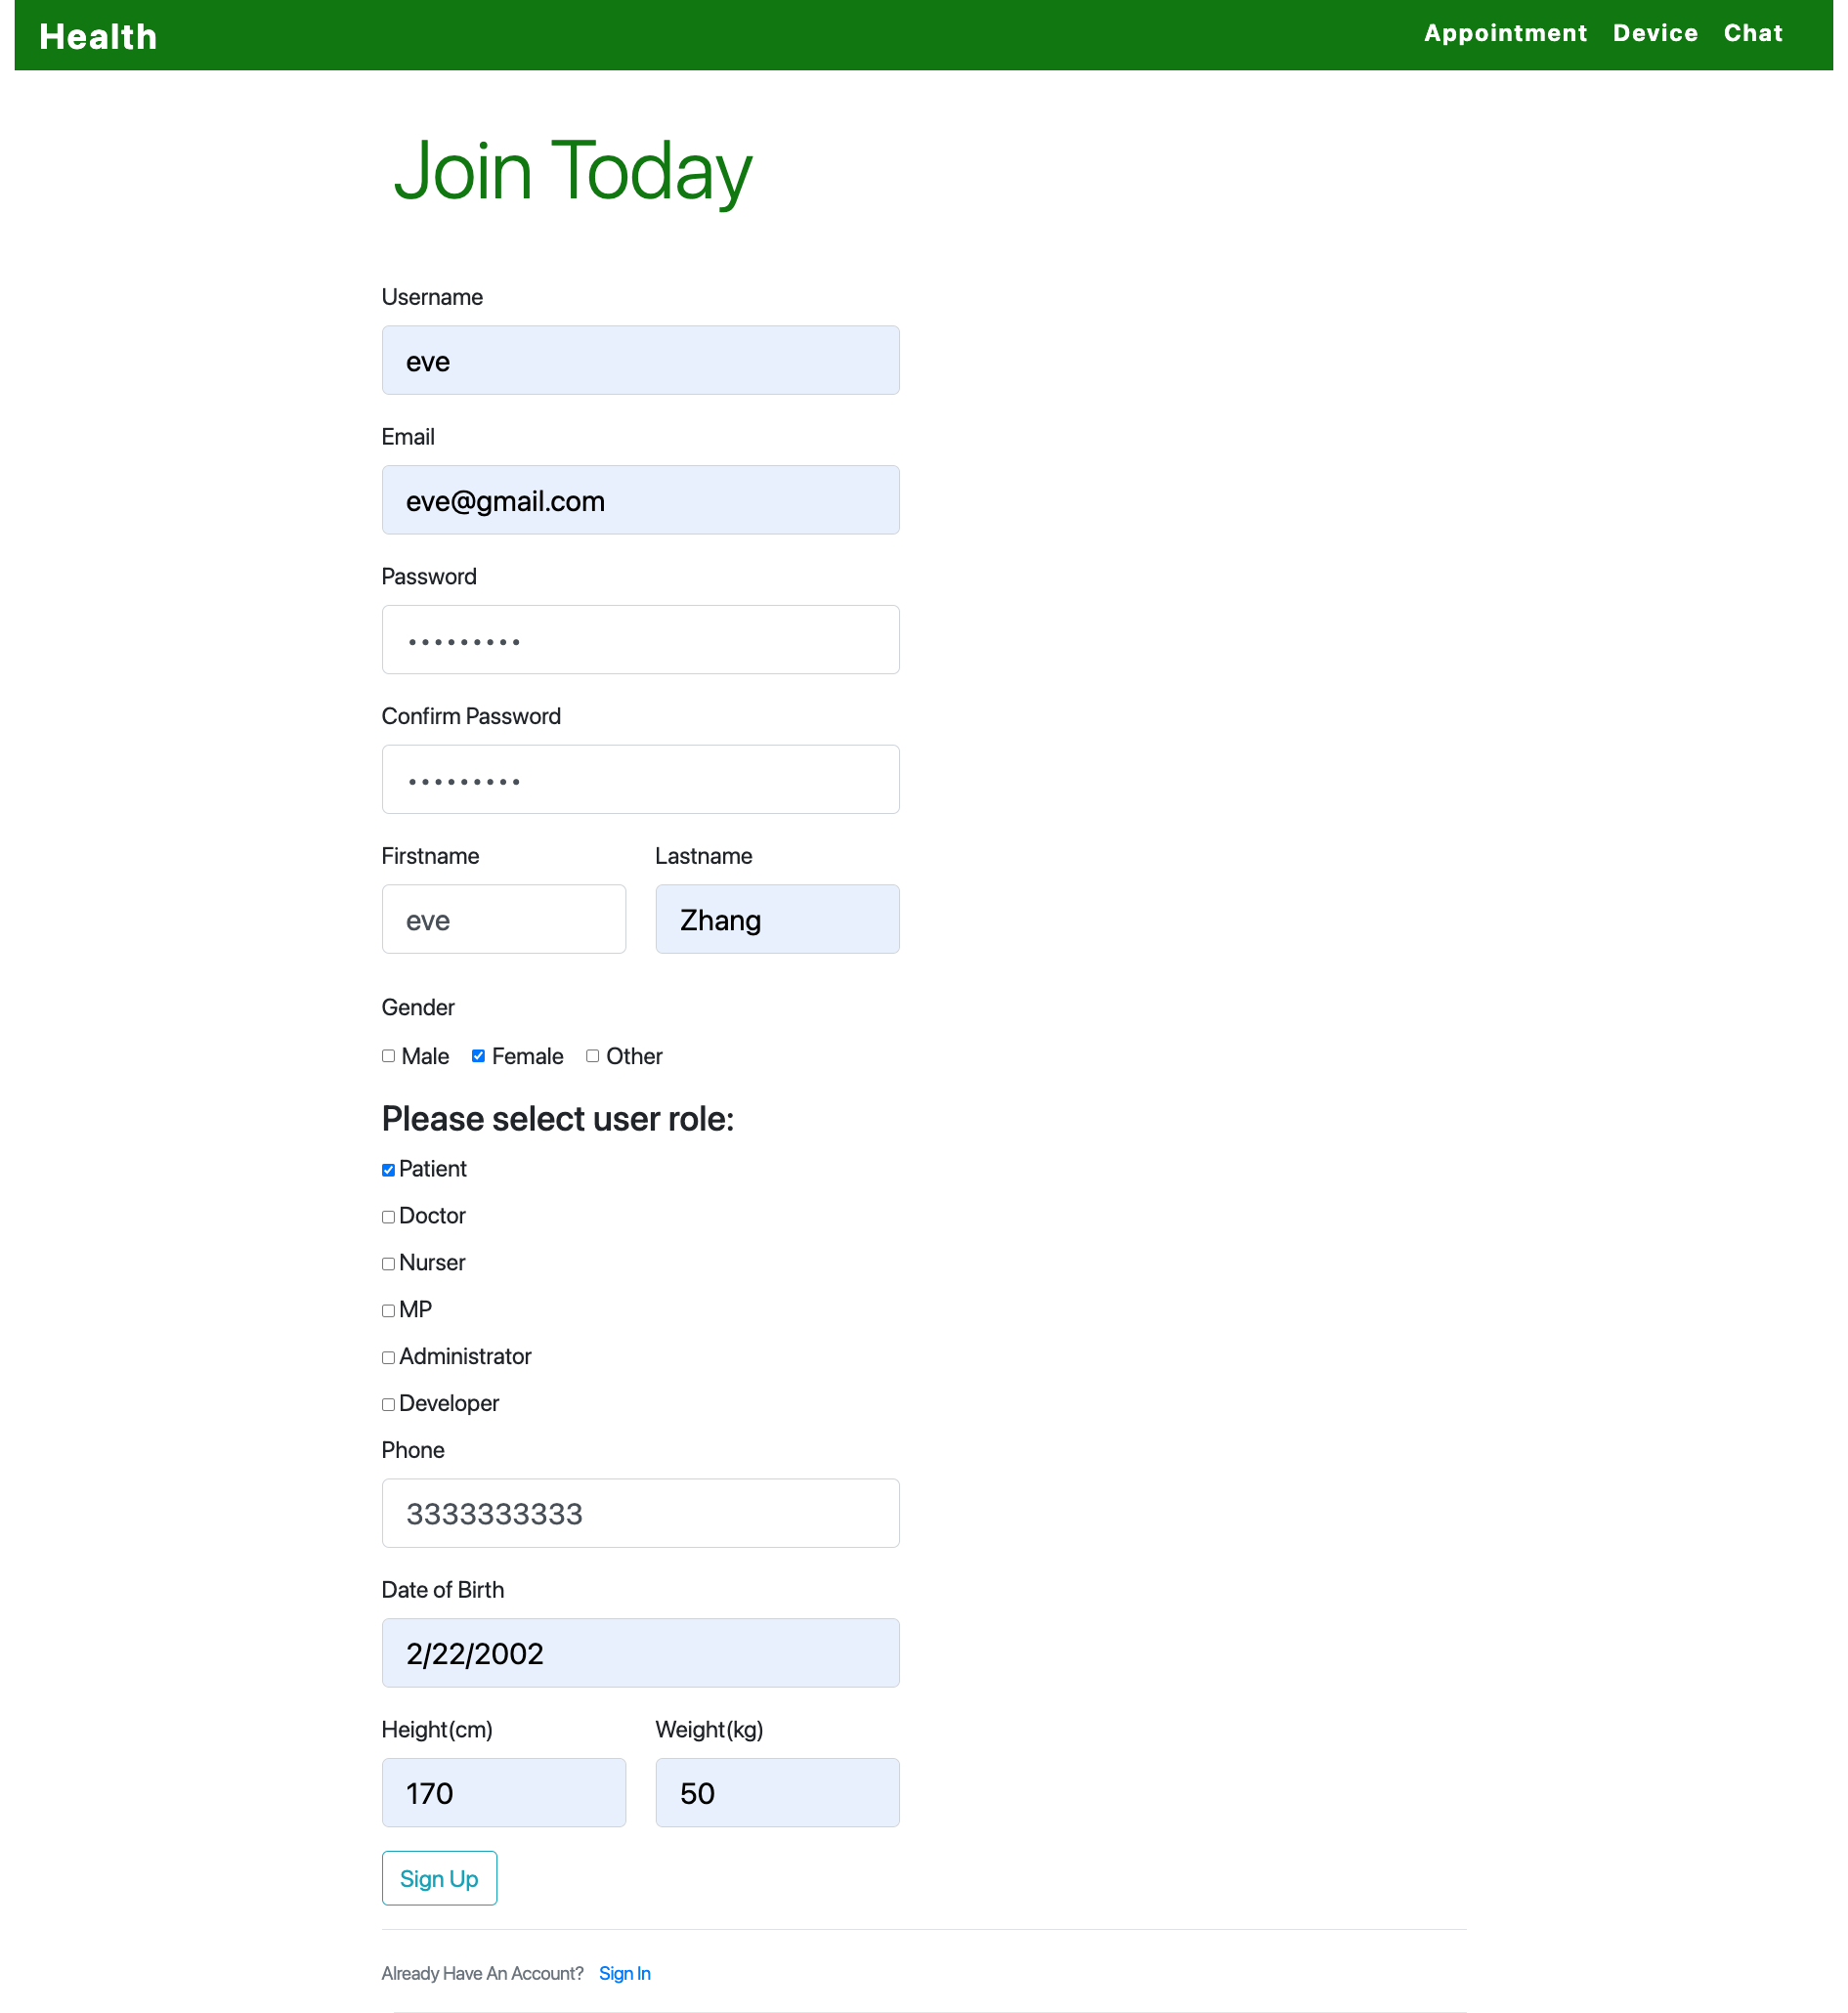 Health Appointment Device Chat
Join Today
Username
eve
Email
eve@gmail.com
Password
•••••••••
Confirm Password
•••••••••
Firstname Lastname
eve Zhang
Gender
Male Female Other
Please select user role:
Patient
Doctor
Nurser
MP
Administrator
Developer
Phone
3333333333
Date of Birth
2/22/2002
Height(cm) Weight(kg)
170 50
Sign Up
Already Have An Account? Sign In